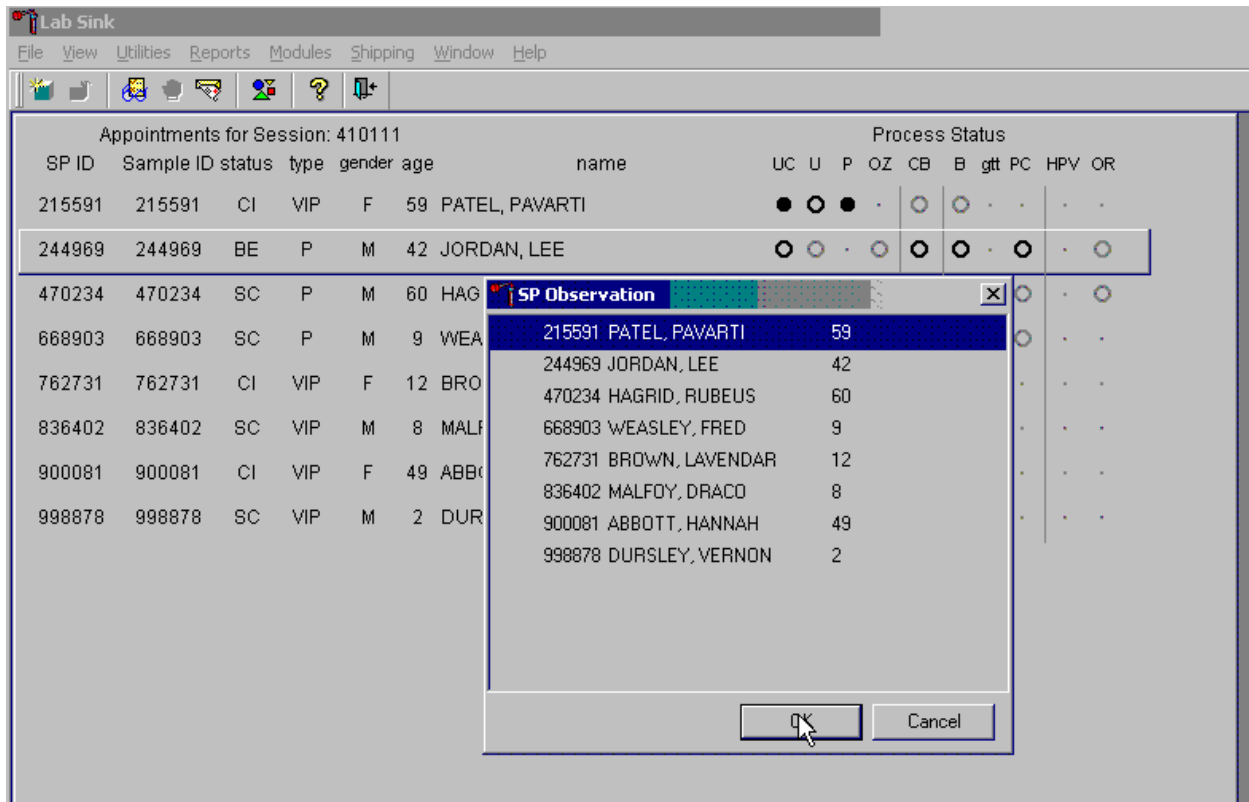 Lab Sink
File View Utilities Reports Modules Shipping Window Help
Appointments for Session: 410111 Process Status
SP ID Sample ID status type gender age name UC U P OZ CB B gtt PC HPV OR
215591 215591 CI VIP F 59 PATEL, PAVARTI
244969 244969 BE P M 42 JORDAN, LEE
470234 470234 SC P M 60 HAG
668903 668903 SC P M 9 WEA
762731 762731 CI VIP F 12 BRO
836402 836402 SC VIP M 8 MALF
900081 900081 CI VIP F 49 ABBO
998878 998878 SC VIP M 2 DUR
SP Observation
215591 PATEL, PAVARTI 59
244969 JORDAN, LEE 42
470234 HAGRID, RUBEUS 60
668903 WEASLEY, FRED 9
762731 BROWN, LAVENDAR 12
836402 MALFOY, DRACO 8
900081 ABBOTT, HANNAH 49
998878 DURSLEY, VERNON 2
OK Cancel